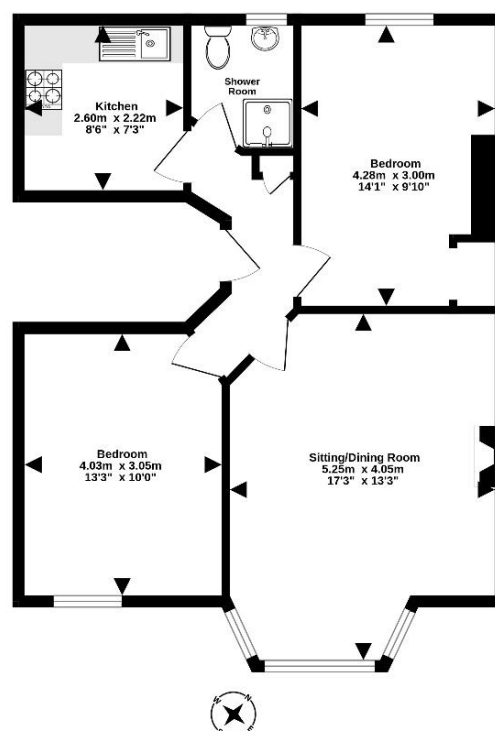 Kitchen
2.60m x 2.22m
8'6" x 7'3"
Shower
Room
Bedroom
4.28m x 3.00m
14'1" x 9'10"
Bedroom
4.03m x 3.05m
13'3" x 10'0"
Sitting/Dining Room
5.25m x 4.05m
17'3" x 13'3"
N
W
E
S